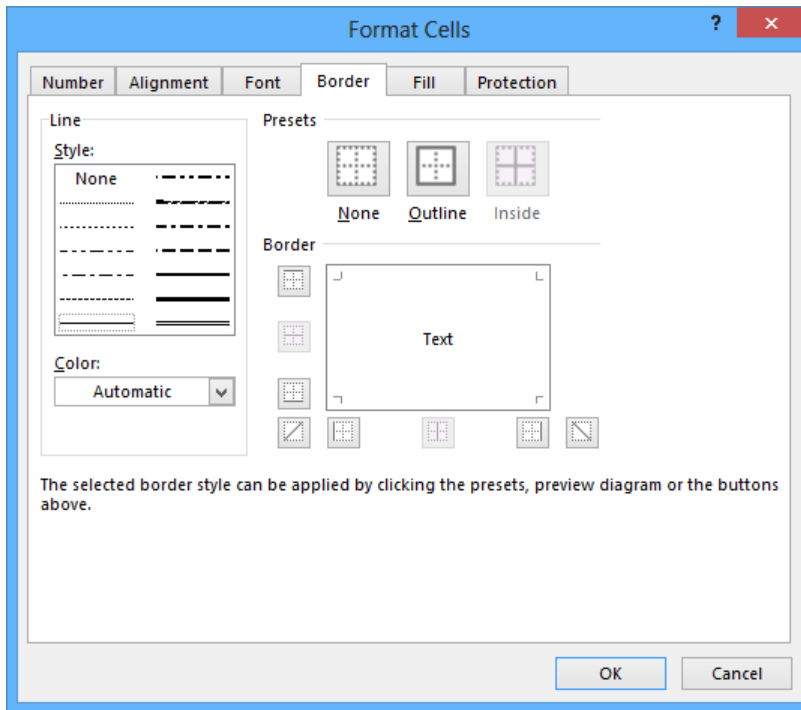 Format Cells
?
Number
Alignment
Font
Border
Fill
Protection
Line
Style:
None
Color:
Automatic
Presets
None
Outline
Inside
Border
Text
The selected border style can be applied by clicking the presets, preview diagram or the buttons
above.
OK
Cancel